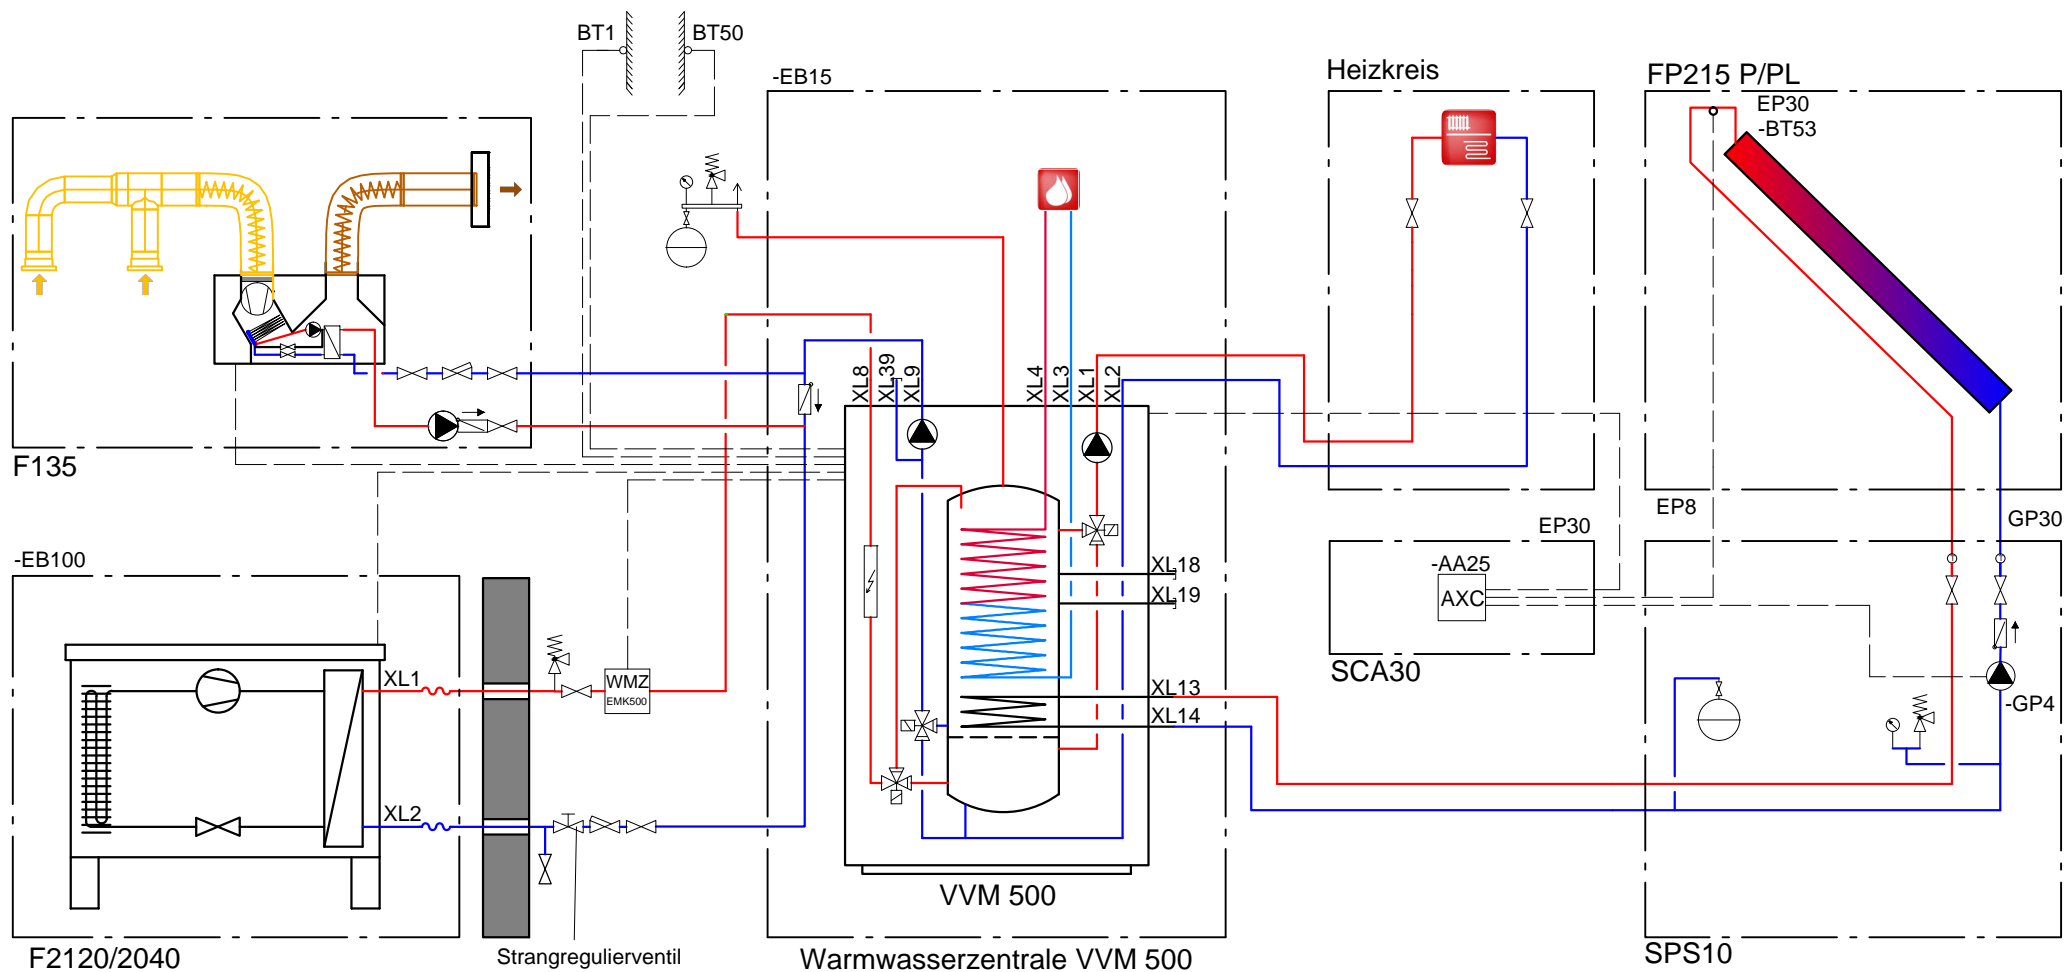 BT1
BT50
-EB15
Heizkreis
FP215 P/PL
EP30
-BT53
F135
XL8
XL39
XL9
XL4
XL3
XL1
XL2
-EB100
XL1
XL2
WMZ
EMK500
XL18
XL19
XL13
XL14
EP30
-AA25
AXC
SCA30
EP8
GP30
-GP4
VVM 500
F2120/2040
Strangregulierventil
Warmwasserzentrale VVM 500
SPS10